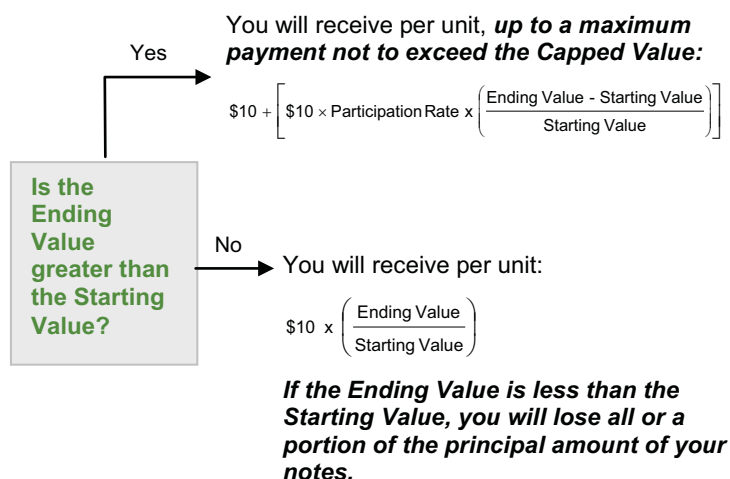 You will receive per unit, up to a maximum
payment not to exceed the Capped Value:
Yes
$10 + [ $10 × Participation Rate x ( Ending Value - Starting Value / Starting Value ) ]
Is the
Ending
Value
greater than
the Starting
Value?
No
You will receive per unit:
$10 x ( Ending Value / Starting Value )
If the Ending Value is less than the
Starting Value, you will lose all or a
portion of the principal amount of your
notes.